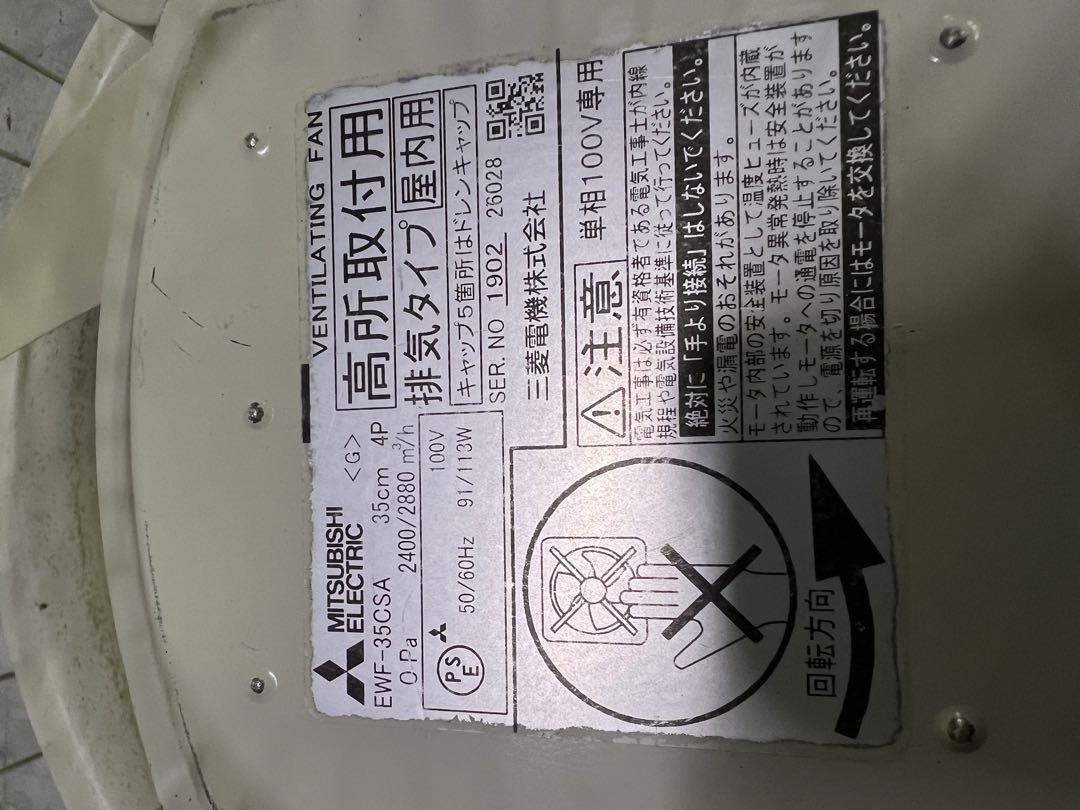 MITSUBISHI
ELECTRIC
<G>
VENTILATING FAN
EWF-35CSA 35cm 4P
0 Pa 2400/2880 m³/h
高所取付用
排気タイプ 屋内用
キャップ5箇所はドレンキャップ
SER. NO 1902 26028
PSE
100V
50/60Hz 91/113W
三菱電機株式会社
注意 単相100V専用
電気工事は必ず有資格者である電気工事士が内線
規程や電気設備技術基準に従って行ってください。
絶対に「手より接続」はしないでください。
火災や漏電のおそれがあります。
モータ内部の安全装置として温度ヒューズが内蔵
されています。モータ異常発熱時は安全装置が
動作しモータへの通電を停止することがあります
ので、電源を切り原因を取り除いてください。
再運転する場合にはモータを交換してください。
回転方向